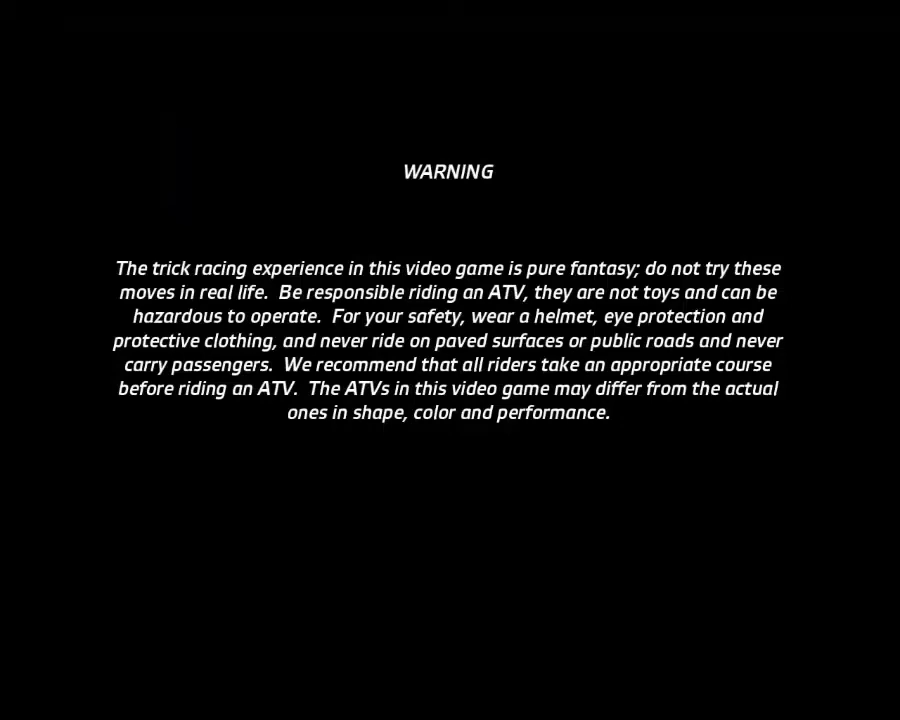 WARNING
The trick racing experience in this video game is pure fantasy; do not try these
moves in real life.  Be responsible riding an ATV, they are not toys and can be
hazardous to operate.  For your safety, wear a helmet, eye protection and
protective clothing, and never ride on paved surfaces or public roads and never
carry passengers.  We recommend that all riders take an appropriate course
before riding an ATV.  The ATVs in this video game may differ from the actual
ones in shape, color and performance.